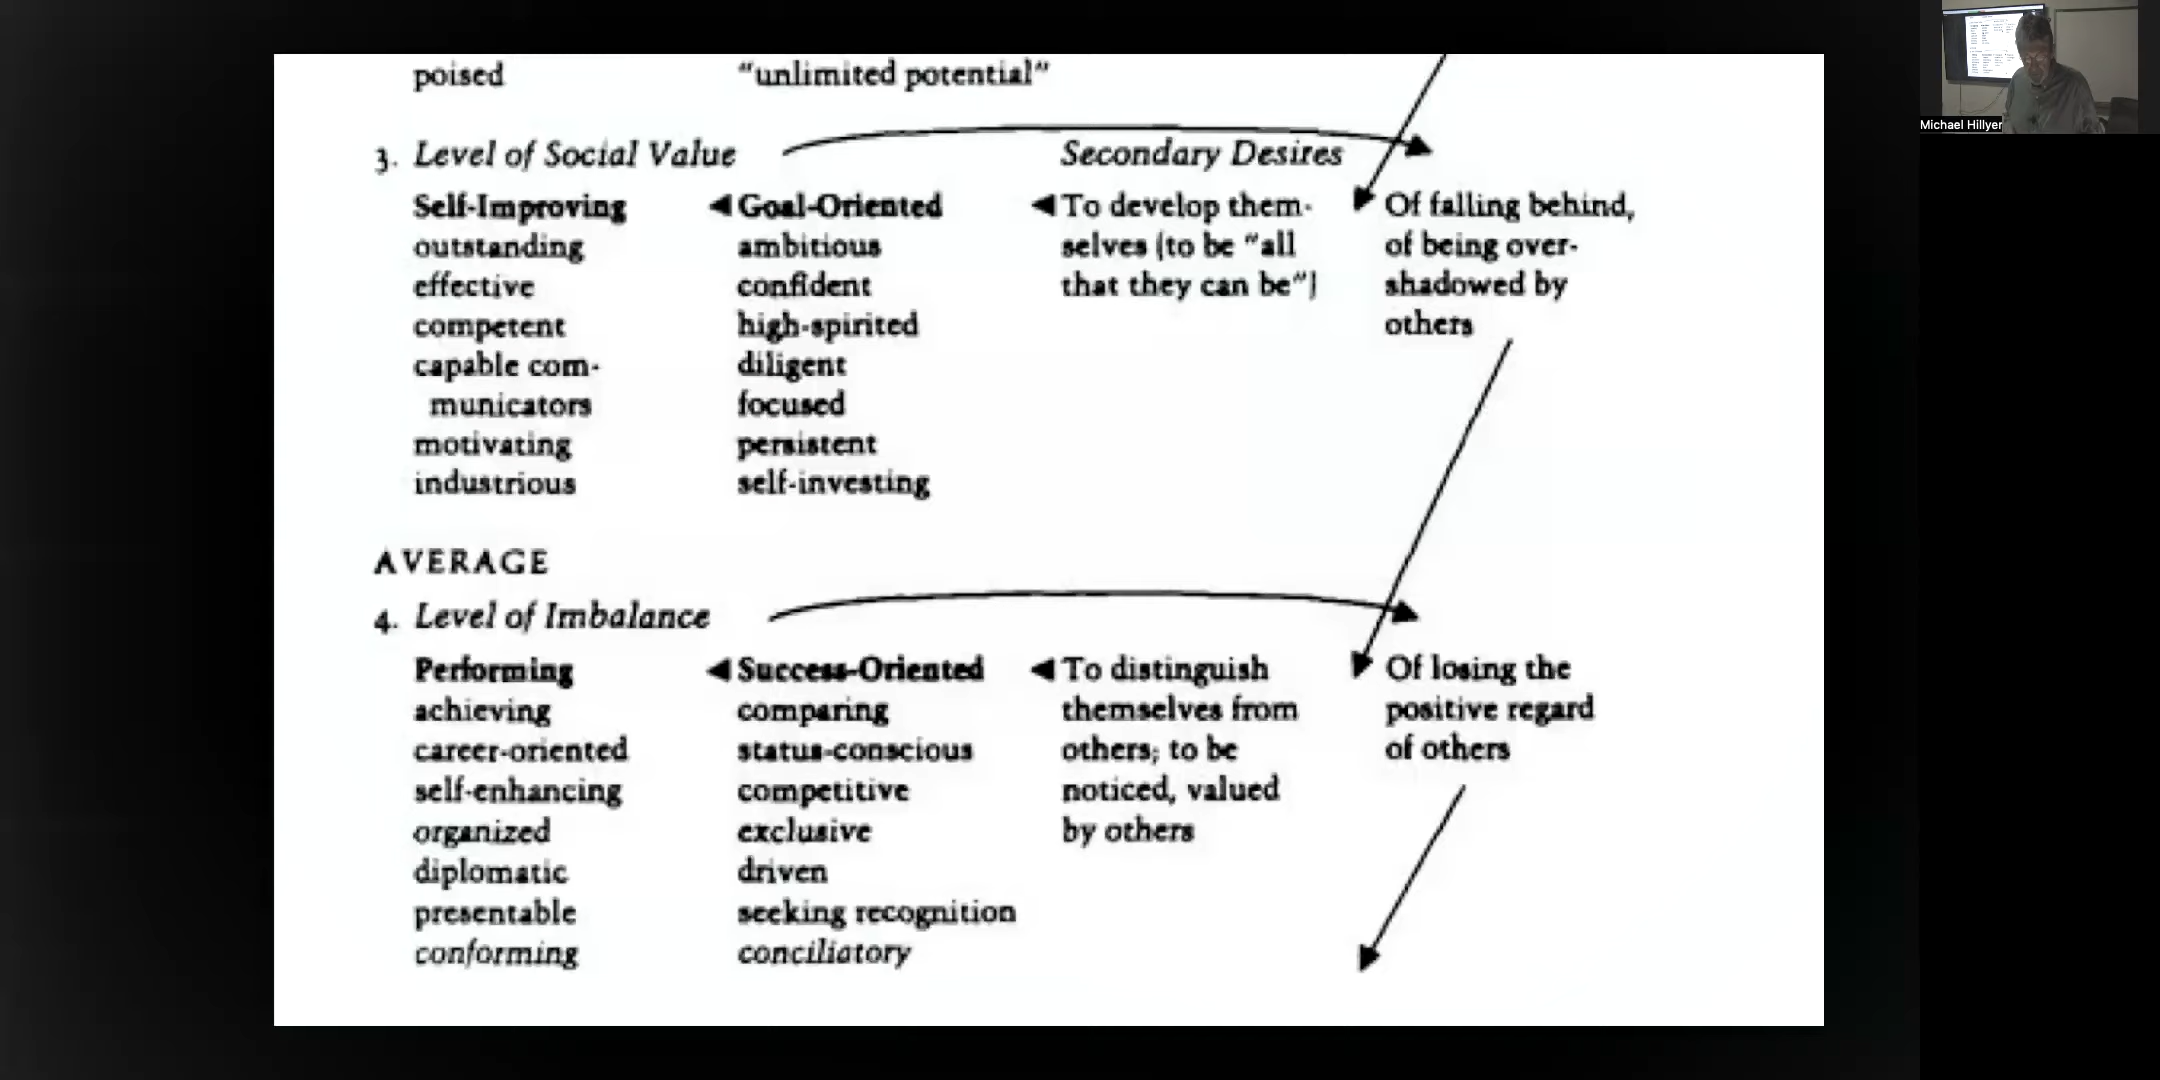 poised "unlimited potential"
3. Level of Social Value Secondary Desires
Self-Improving ◄Goal-Oriented ◄To develop them- Of falling behind,
outstanding ambitious selves (to be "all of being over-
effective confident that they can be") shadowed by
competent high-spirited others
capable com- diligent
municators focused
motivating persistent
industrious self-investing
AVERAGE
4. Level of Imbalance
Performing ◄Success-Oriented ◄To distinguish Of losing the
achieving comparing themselves from positive regard
career-oriented status-conscious others; to be of others
self-enhancing competitive noticed, valued
organized exclusive by others
diplomatic driven
presentable seeking recognition
conforming conciliatory
Michael Hillyer